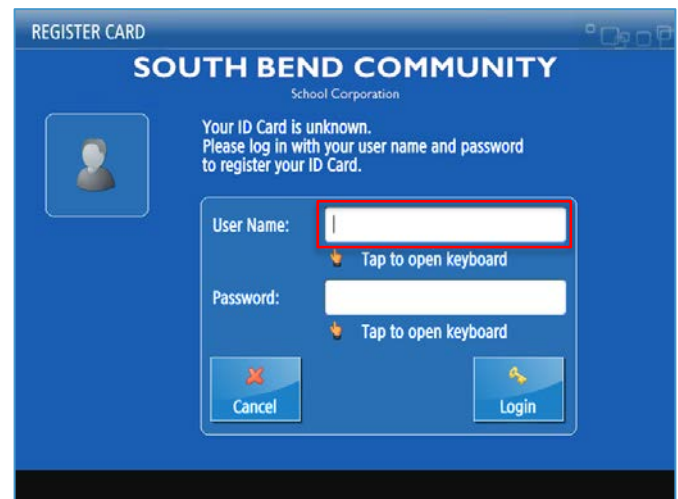 REGISTER CARD
SOUTH BEND COMMUNITY
School Corporation
Your ID Card is unknown.
Please log in with your user name and password
to register your ID Card.
User Name:
Tap to open keyboard
Password:
Tap to open keyboard
Cancel
Login